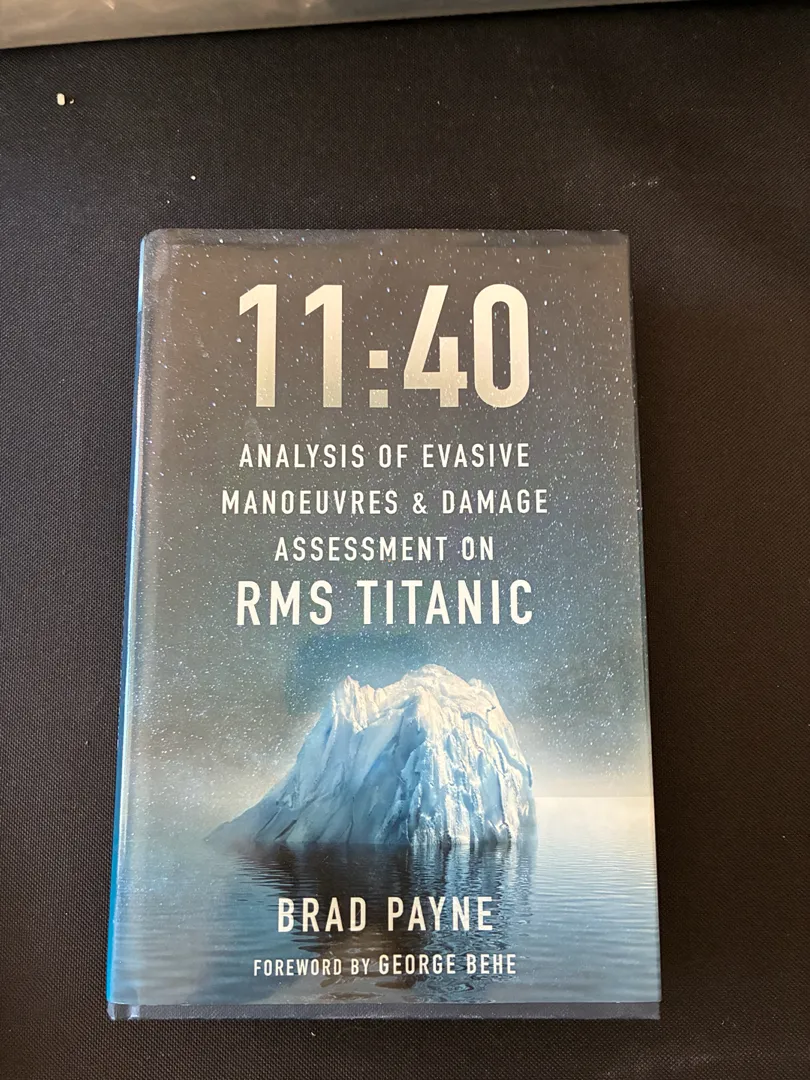 11:40
ANALYSIS OF EVASIVE
MANOEUVRES & DAMAGE
ASSESSMENT ON
RMS TITANIC
BRAD PAYNE
FOREWORD BY GEORGE BEHE